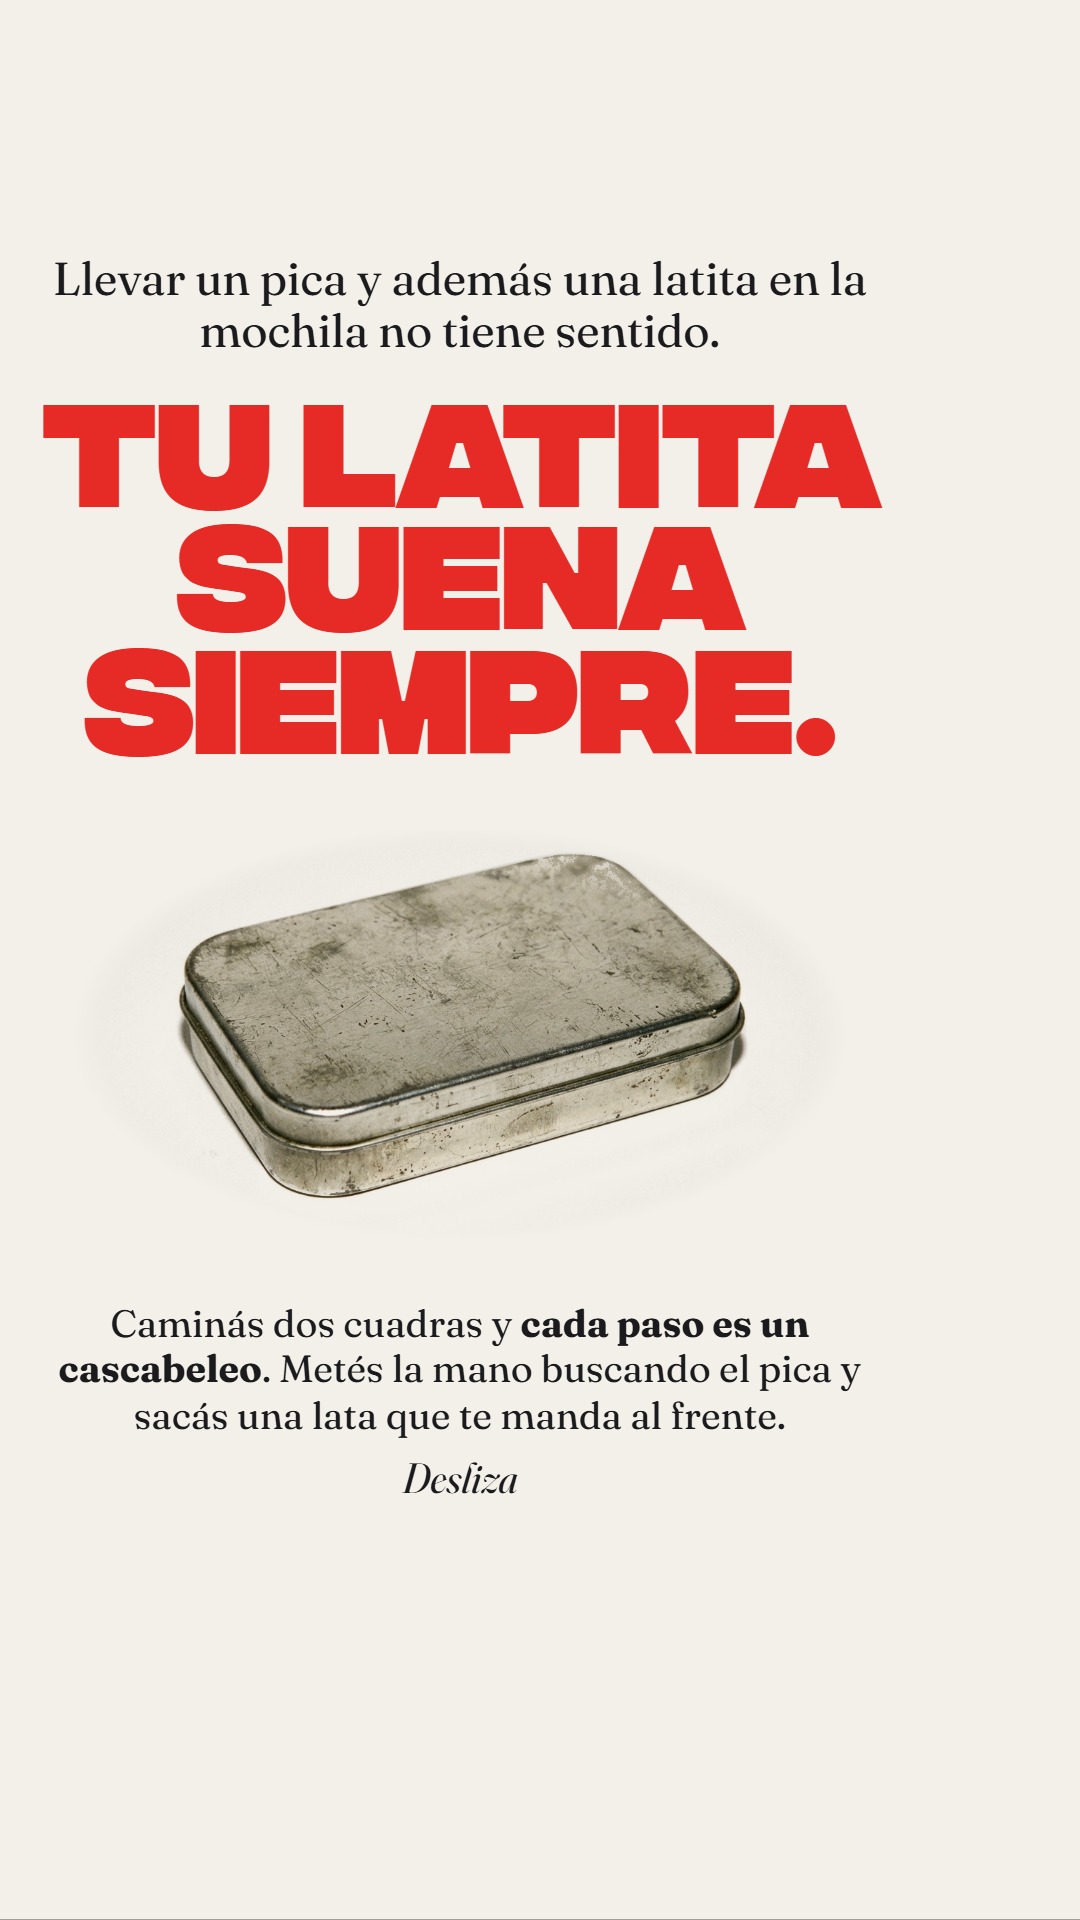 Llevar un pica y además una latita en la
mochila no tiene sentido.
TU LATITA
SUENA
SIEMPRE.
Caminás dos cuadras y cada paso es un
cascabeleo. Metés la mano buscando el pica y
sacás una lata que te manda al frente.
Desliza